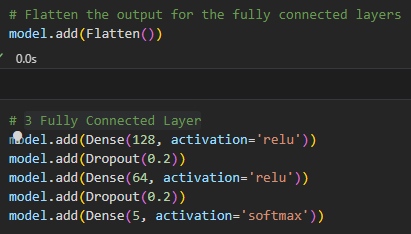 # Flatten the output for the fully connected layers
model.add(Flatten())
0.0s
# 3 Fully Connected Layer
model.add(Dense(128, activation='relu'))
model.add(Dropout(0.2))
model.add(Dense(64, activation='relu'))
model.add(Dropout(0.2))
model.add(Dense(5, activation='softmax'))